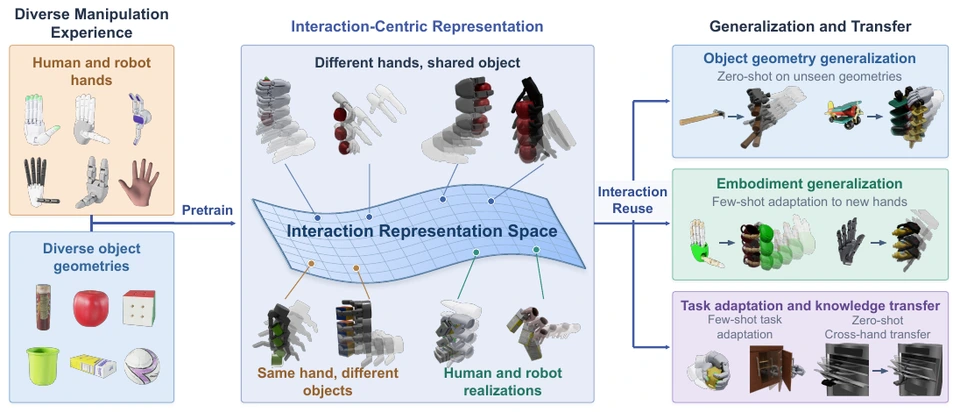 Diverse Manipulation
Experience
Human and robot
hands
Diverse object
geometries
Pretrain
Interaction-Centric Representation
Different hands, shared object
Interaction Representation Space
Same hand, different
objects
Human and robot
realizations
Interaction
Reuse
Generalization and Transfer
Object geometry generalization
Zero-shot on unseen geometries
Embodiment generalization
Few-shot adaptation to new hands
Task adaptation and knowledge transfer
Few-shot task
adaptation
Zero-shot
Cross-hand transfer